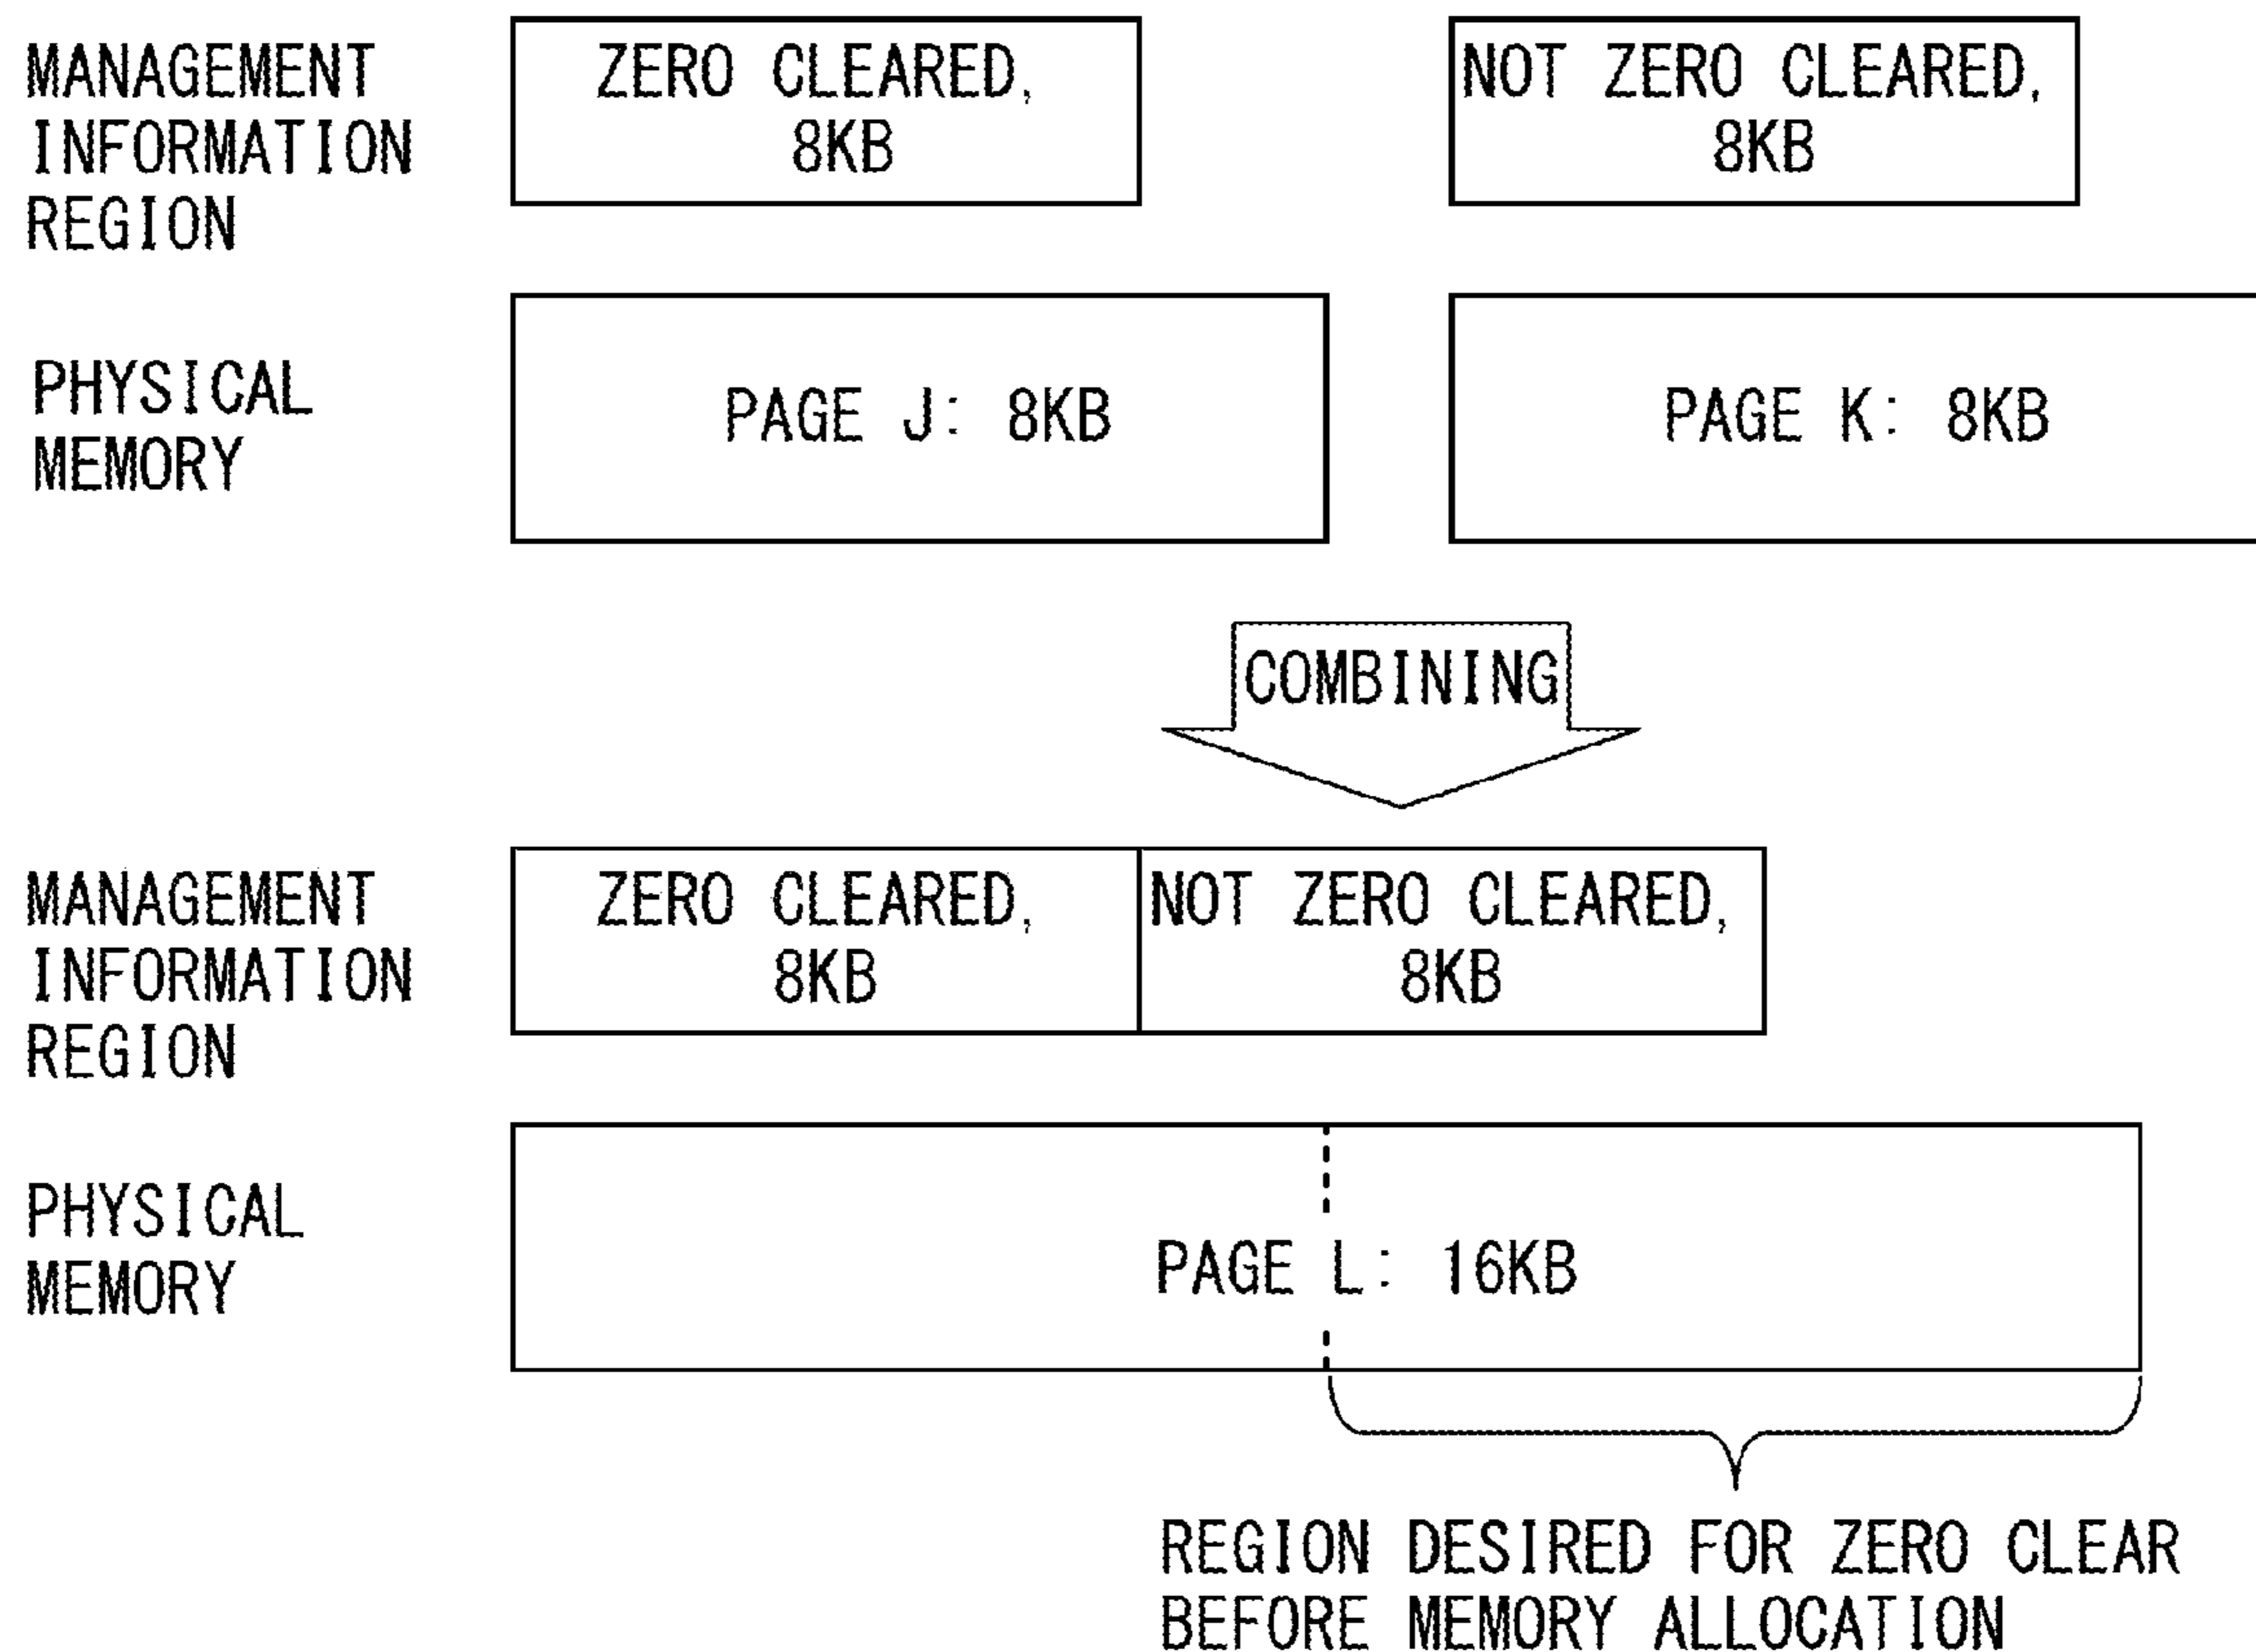 MANAGEMENT
INFORMATION
REGION
ZERO CLEARED,
8KB
NOT ZERO CLEARED,
8KB
PHYSICAL
MEMORY
PAGE J: 8KB
PAGE K: 8KB
COMBINING
MANAGEMENT
INFORMATION
REGION
ZERO CLEARED,
8KB
NOT ZERO CLEARED,
8KB
PHYSICAL
MEMORY
PAGE L: 16KB
REGION DESIRED FOR ZERO CLEAR
BEFORE MEMORY ALLOCATION